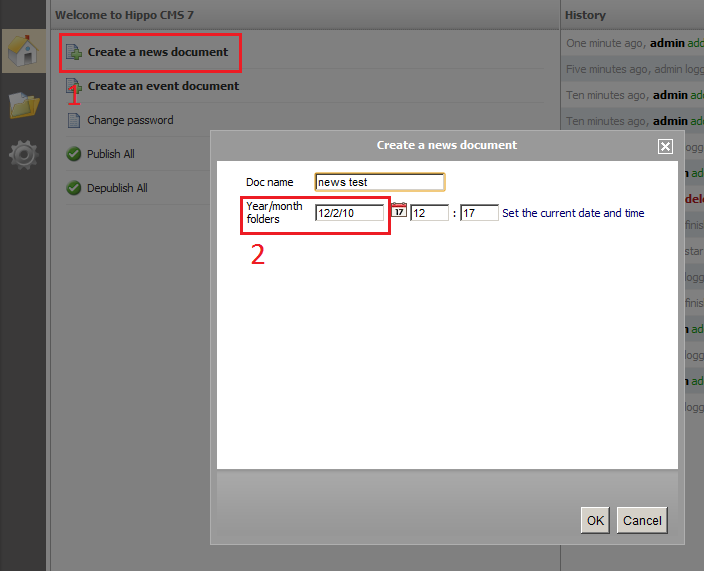 Welcome to Hippo CMS 7
History
Create a news document
1
Create an event document
Change password
Publish All
Depublish All
One minute ago, admin add
Five minutes ago, admin logg
Ten minutes ago, admin add
Ten minutes ago, admin add
Create a news document
Doc name news test
Year/month
folders 12/2/10 17 12 : 17 Set the current date and time
2
OK Cancel